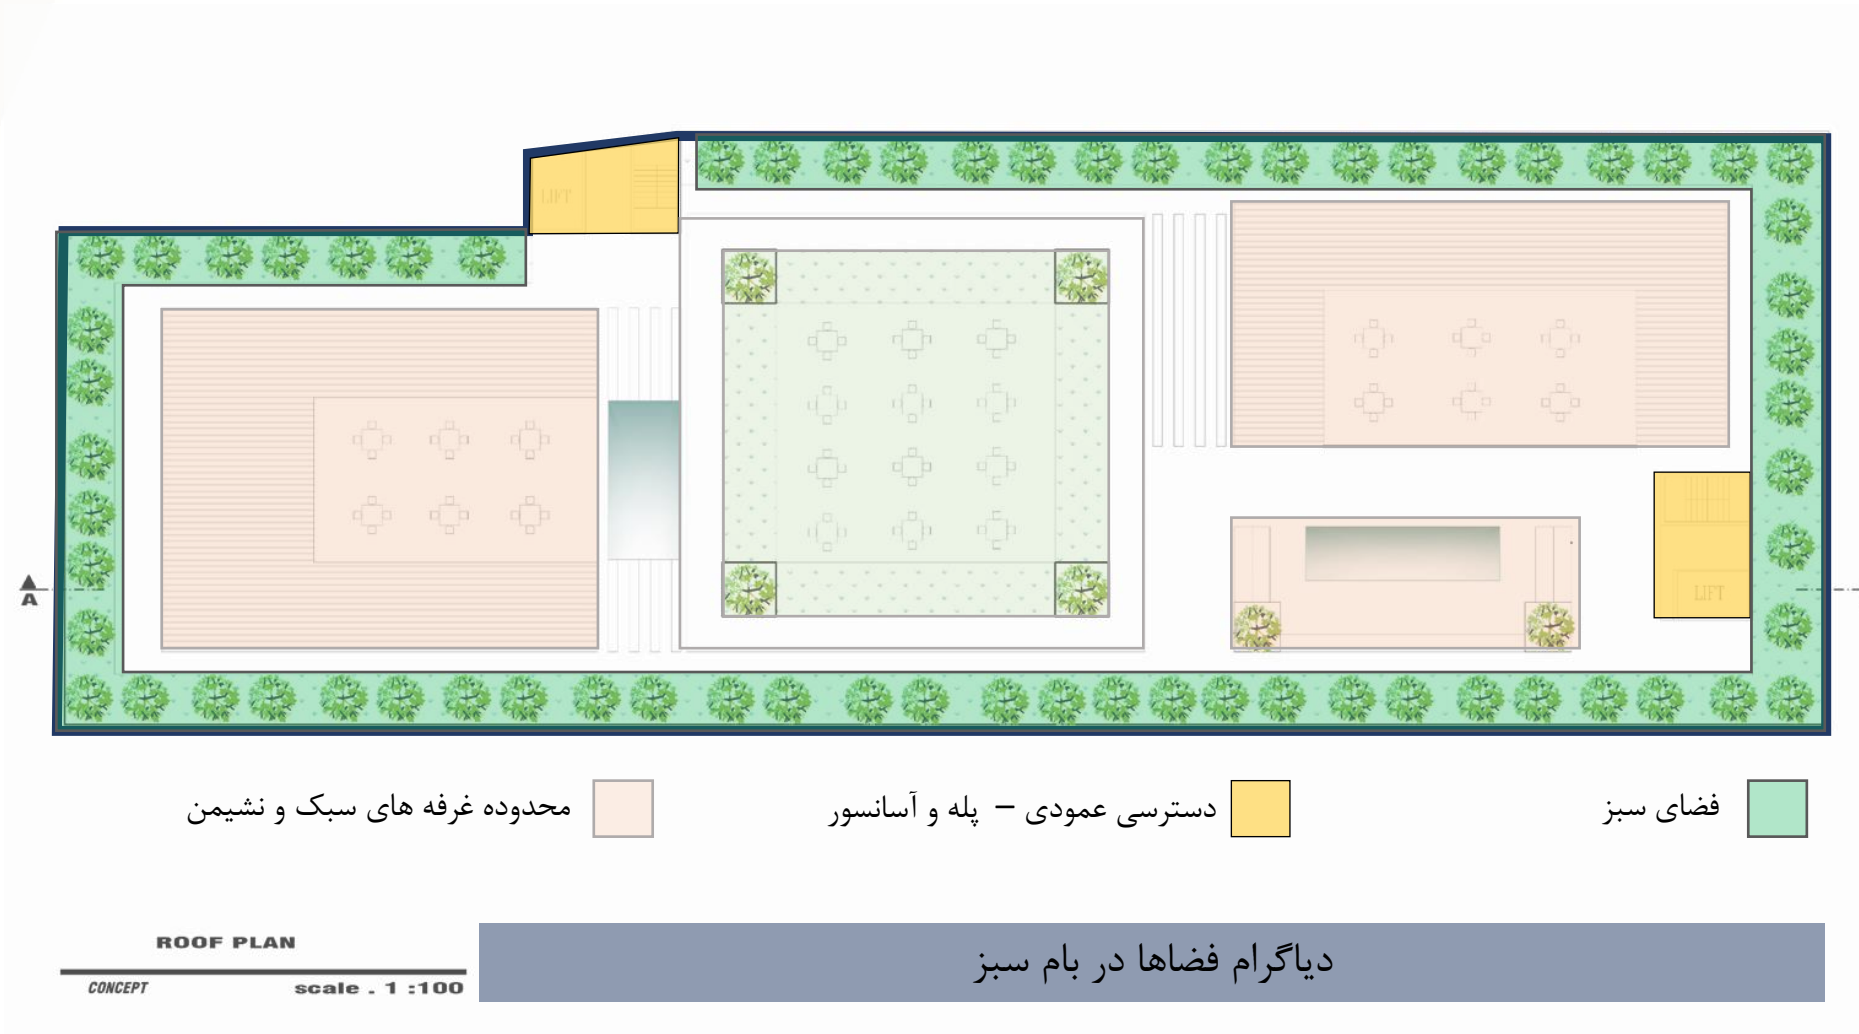 LIFT
A
LIFT
فضای سبز
دسترسی عمودی – پله و آسانسور
محدوده غرفه های سبک و نشیمن
ROOF PLAN
CONCEPT
scale . 1 :100
دیاگرام فضاها در بام سبز